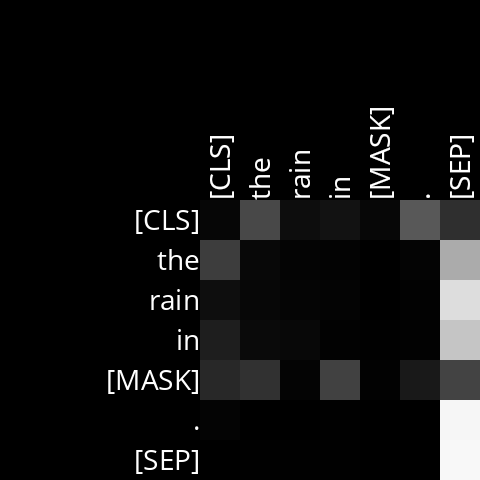 [CLS] the rain in [MASK] . [SEP]
[CLS]
the
rain
in
[MASK]
.
[SEP]